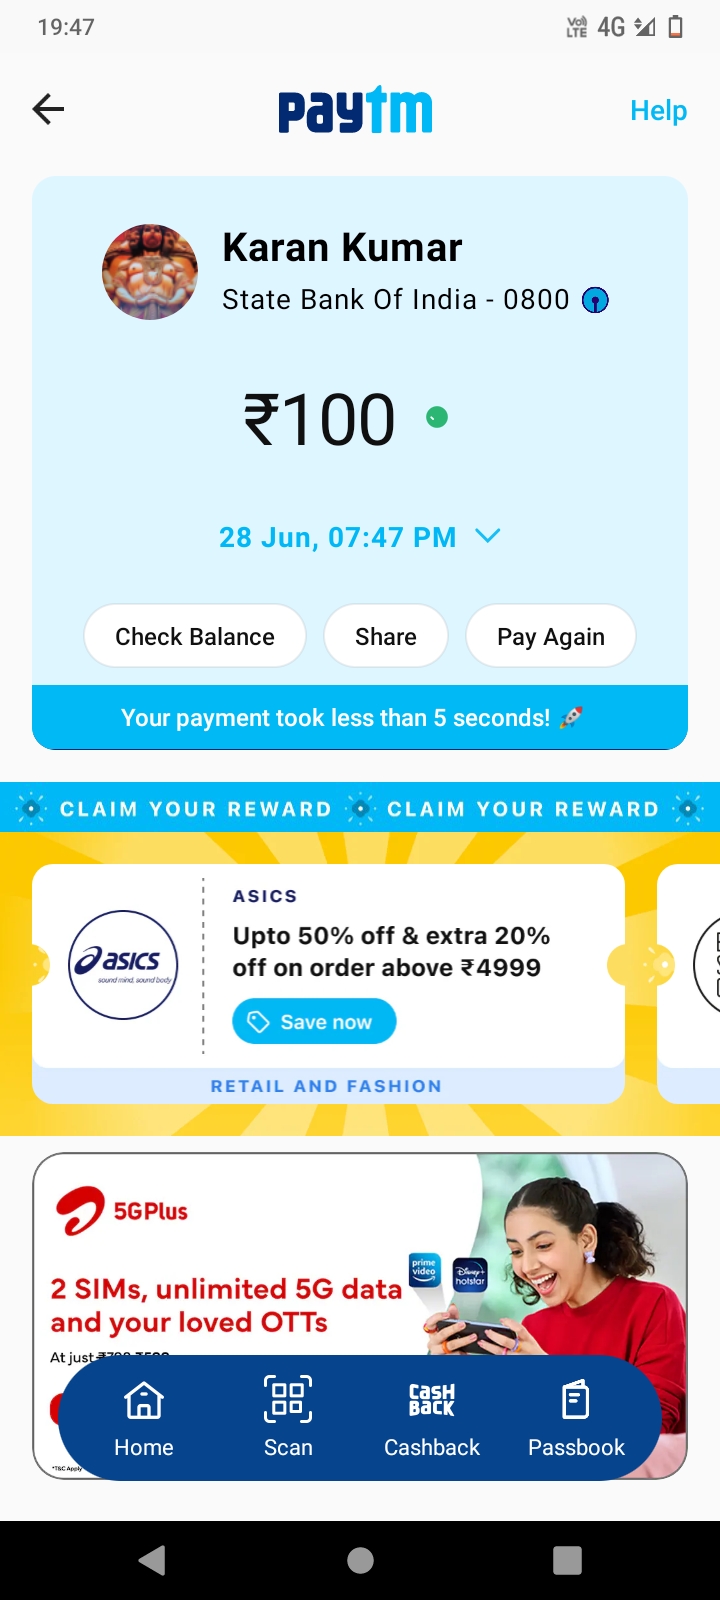 19:47
Vo) LTE 4G
paytm
Help
Karan Kumar
State Bank Of India - 0800
₹100
28 Jun, 07:47 PM
Check Balance
Share
Pay Again
Your payment took less than 5 seconds! 🚀
CLAIM YOUR REWARD CLAIM YOUR REWARD
ASICS
asics
sound mind, sound body
Upto 50% off & extra 20%
off on order above ₹4999
Save now
RETAIL AND FASHION
5G Plus
prime video
Disney+ hotstar
2 SIMs, unlimited 5G data
and your loved OTTs
At just
*T&C Apply
CASH BACK
Home
Scan
Cashback
Passbook